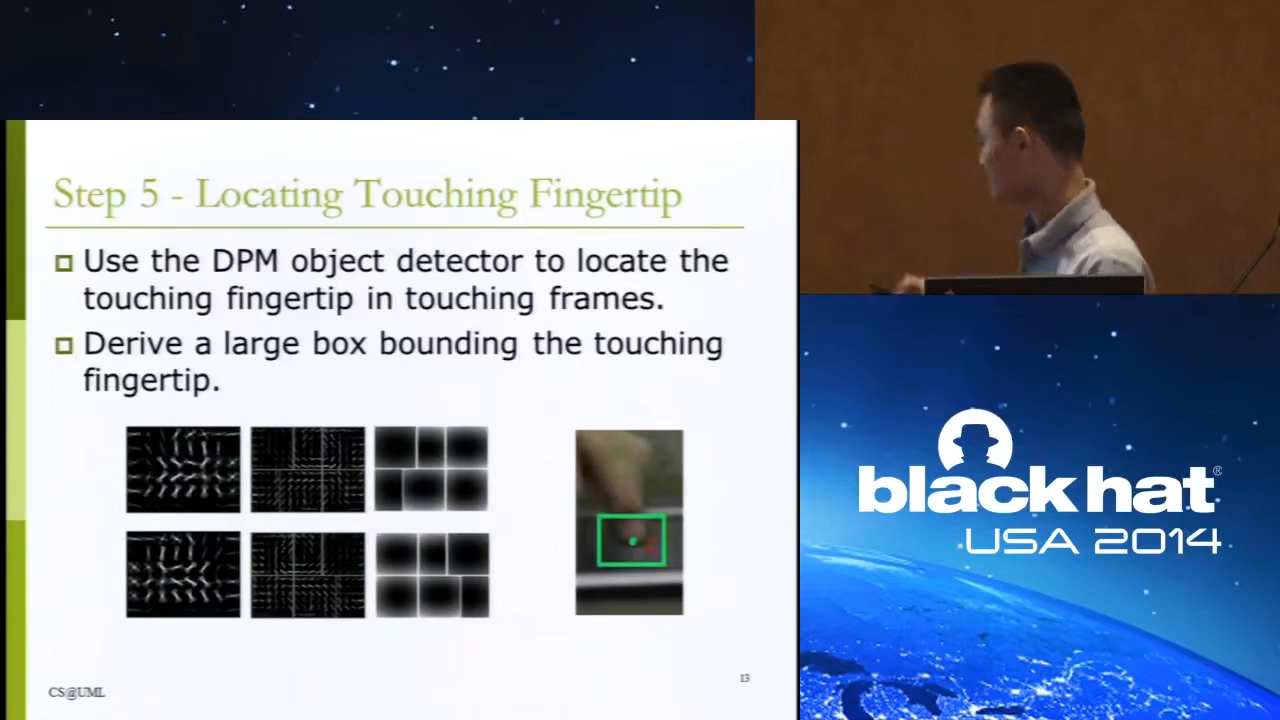 Step 5 - Locating Touching Fingertip
Use the DPM object detector to locate the
touching fingertip in touching frames.
Derive a large box bounding the touching
fingertip.
CS@UML
13
black hat®
USA 2014